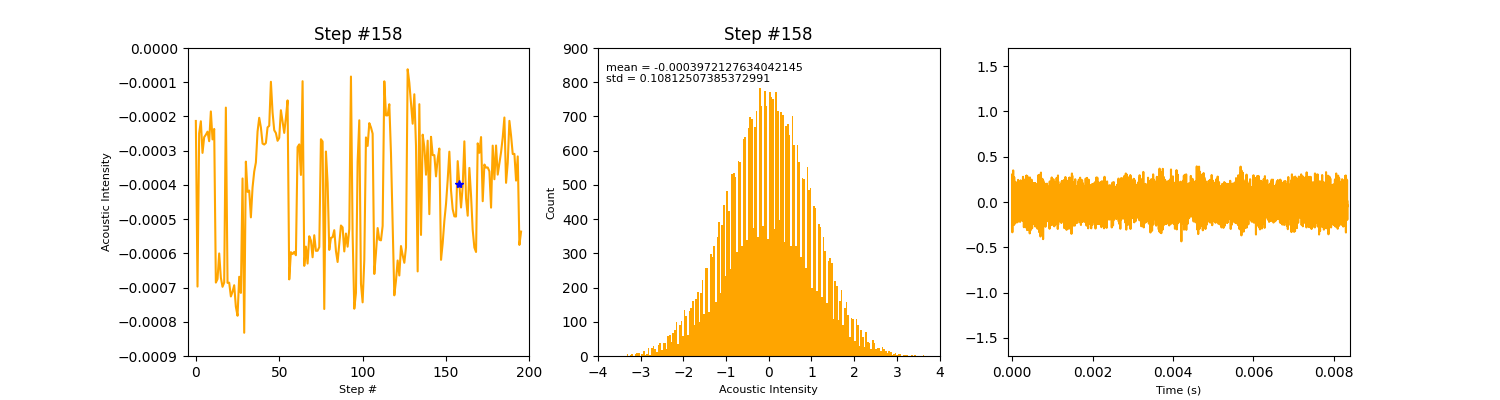 Step #158
0.0000
−0.0001
−0.0002
−0.0003
−0.0004
−0.0005
−0.0006
−0.0007
−0.0008
−0.0009
Acoustic Intensity
0 50 100 150 200
Step #
Step #158
mean = -0.0003972127634042145
std = 0.10812507385372991
900
800
700
600
500
400
300
200
100
0
Count
−4 −3 −2 −1 0 1 2 3 4
Acoustic Intensity
1.5
1.0
0.5
0.0
−0.5
−1.0
−1.5
0.000 0.002 0.004 0.006 0.008
Time (s)